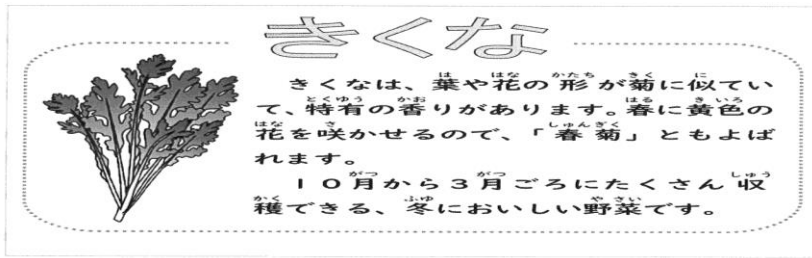 きくな
きくなは、葉や花の形が菊に似てい
て、特有の香りがあります。春に黄色の
花を咲かせるので、「春菊」ともよば
れます。
１０月から３月ごろにたくさん収
穫できる、冬においしい野菜です。